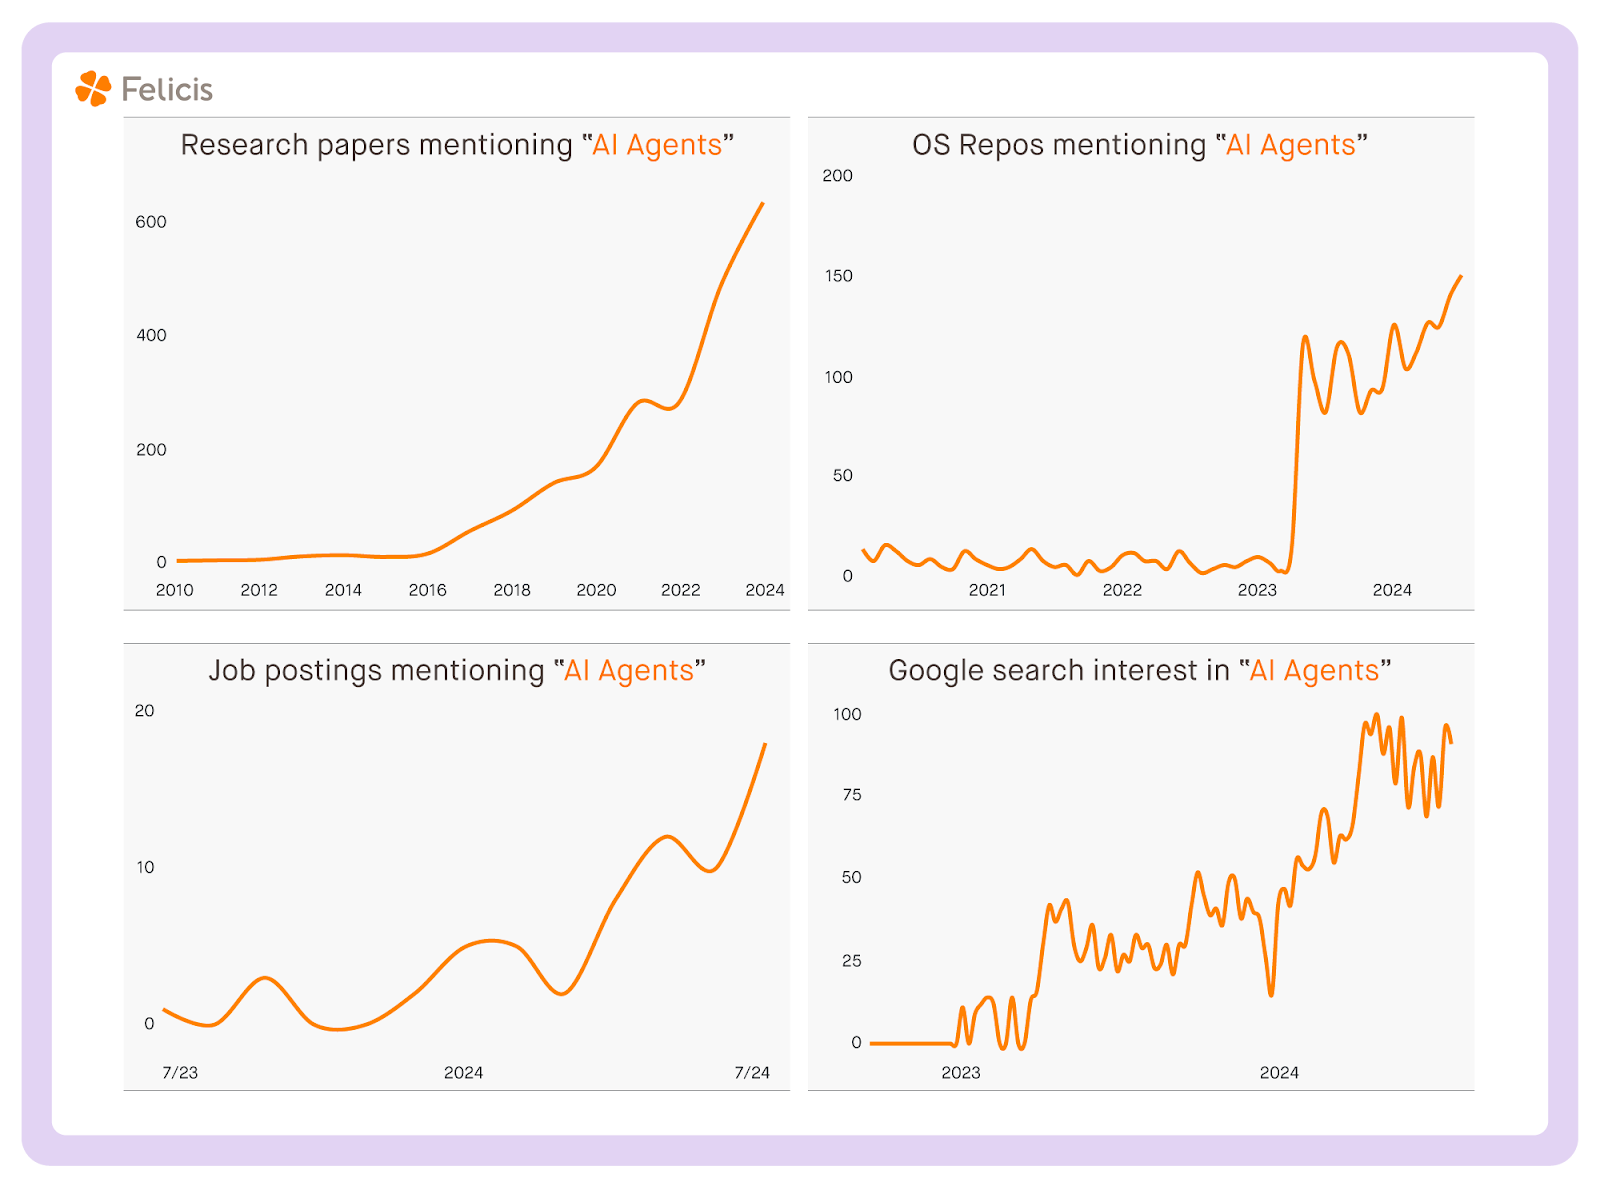 Felicis
Research papers mentioning “AI Agents”
600
400
200
0
2010 2012 2014 2016 2018 2020 2022 2024
OS Repos mentioning “AI Agents”
200
150
100
50
0
2021 2022 2023 2024
Job postings mentioning “AI Agents”
20
10
0
7/23 2024 7/24
Google search interest in “AI Agents”
100
75
50
25
0
2023 2024